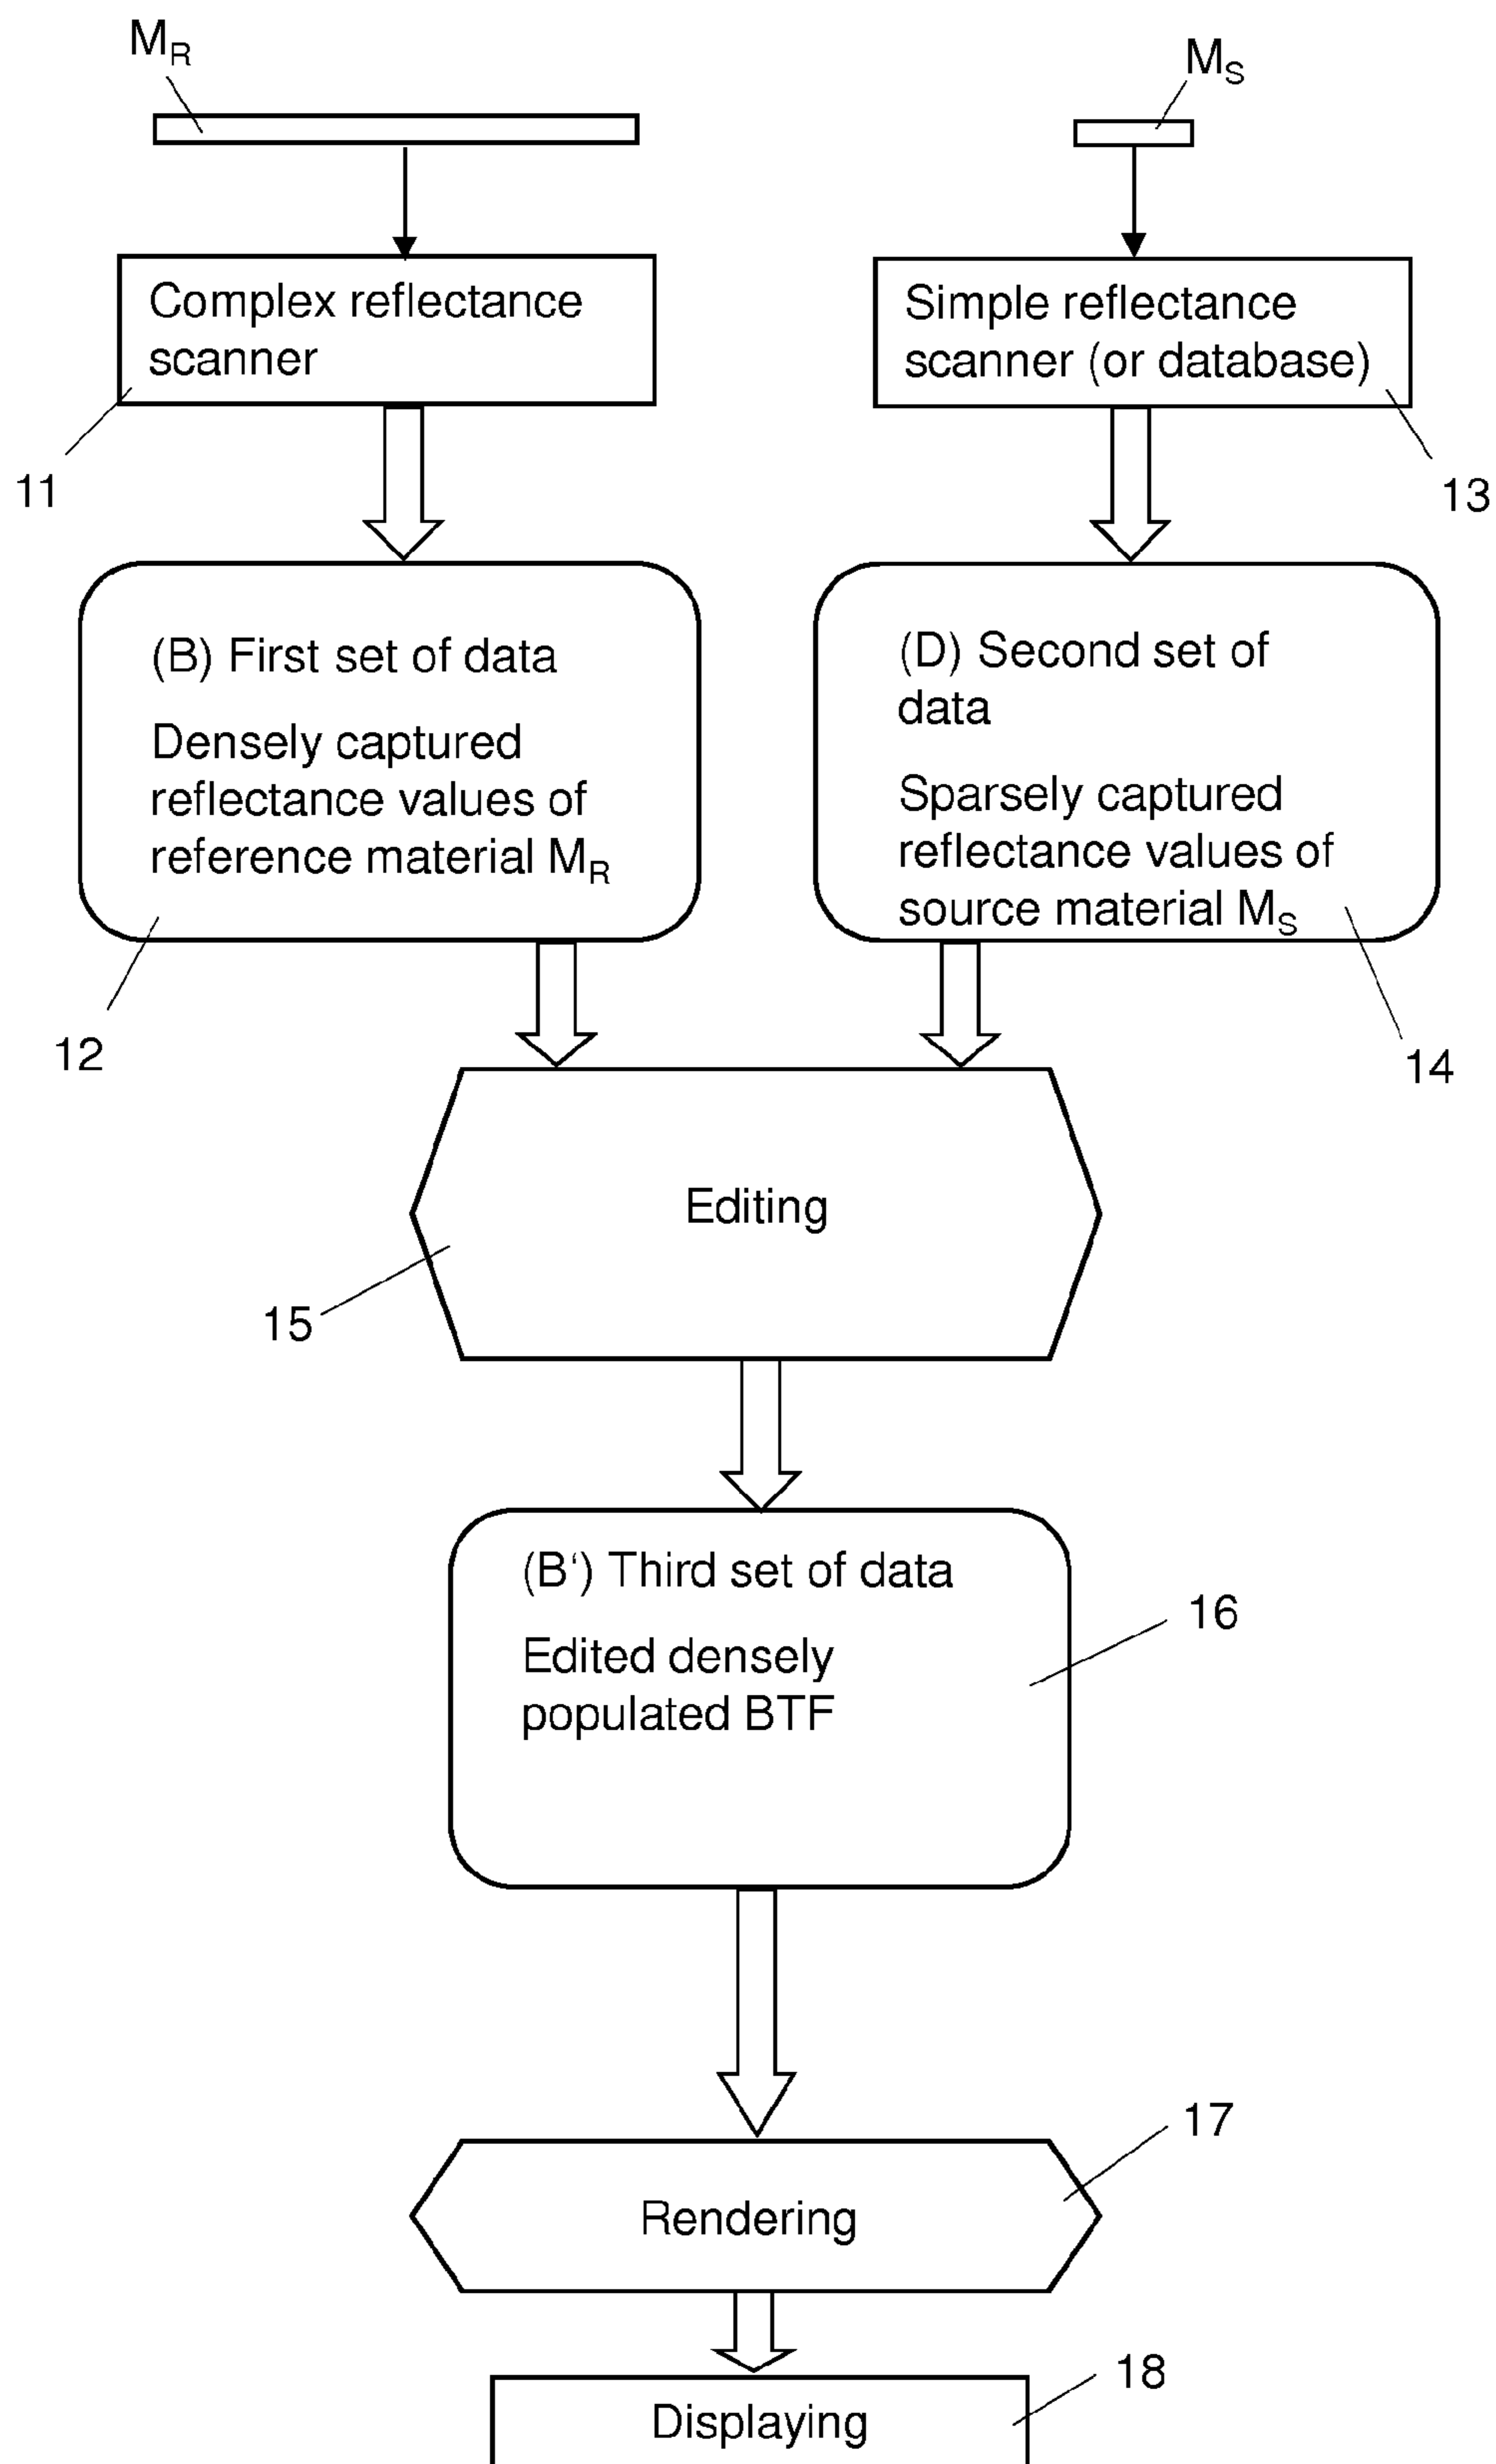 M_R
M_S
Complex reflectance
scanner
Simple reflectance
scanner (or database)
11
13
(B) First set of data
Densely captured
reflectance values of
reference material M_R
(D) Second set of
data
Sparsely captured
reflectance values of
source material M_S
12
14
Editing
15
(B‘) Third set of data
Edited densely
populated BTF
16
17
Rendering
18
Displaying